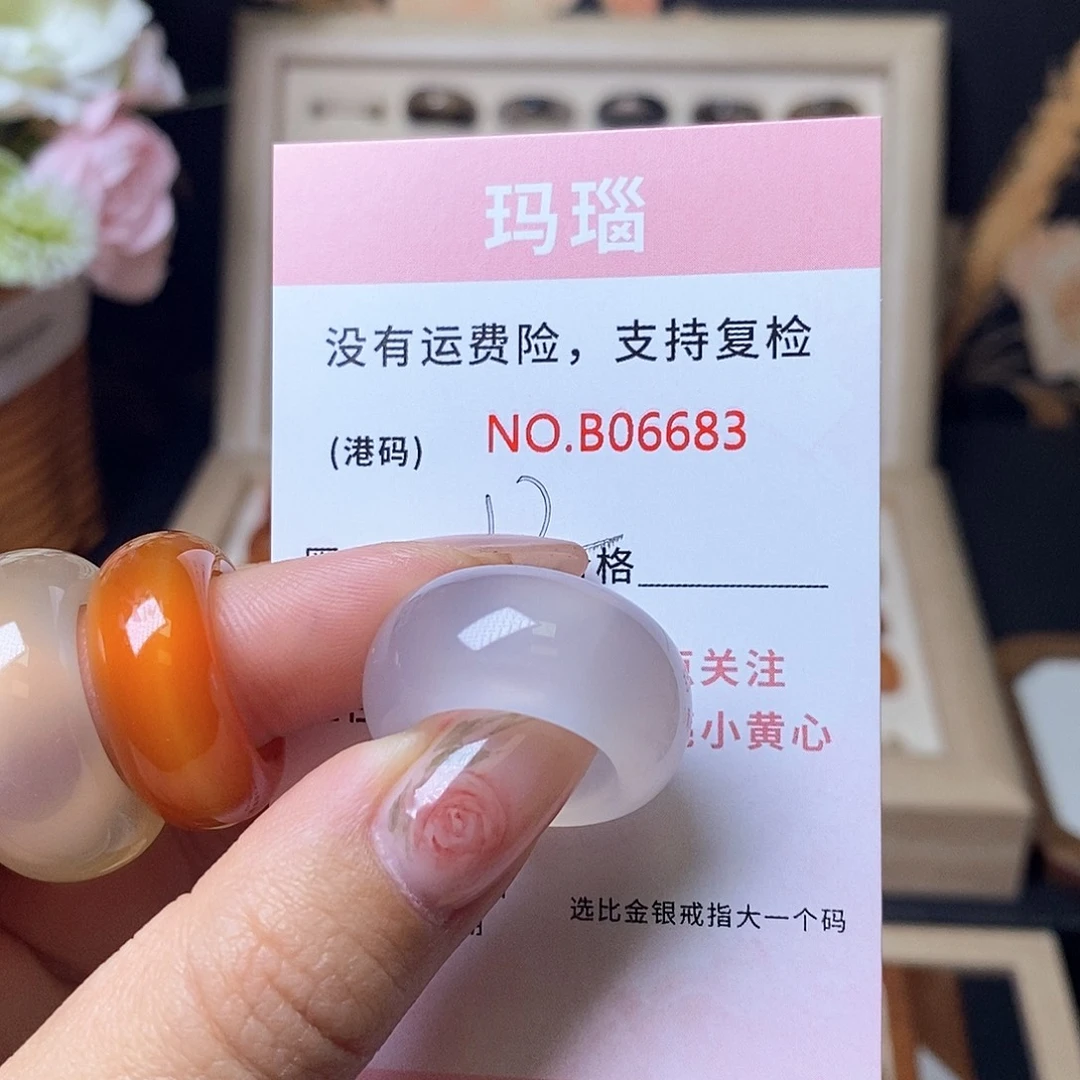 玛瑙
没有运费险，支持复检
(港码) NO.B06683
12
格
关注
小黄心
选比金银戒指大一个码